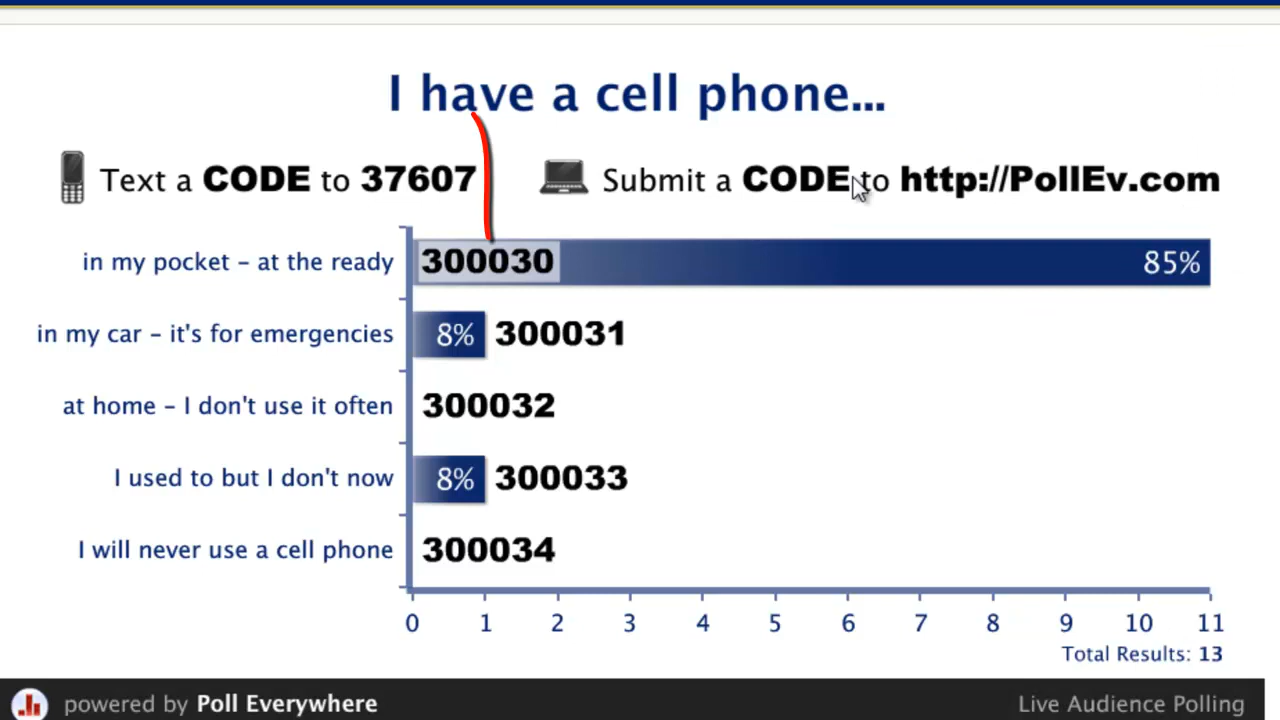 I have a cell phone...
Text a CODE to 37607
Submit a CODE to http://PollEv.com
in my pocket - at the ready 300030 85%
in my car - it's for emergencies 8% 300031
at home - I don't use it often 300032
I used to but I don't now 8% 300033
I will never use a cell phone 300034
0 1 2 3 4 5 6 7 8 9 10 11
Total Results: 13
powered by Poll Everywhere
Live Audience Polling